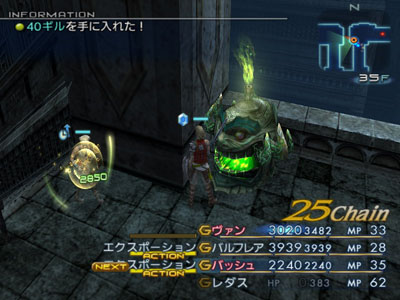 INFORMATION
40ギルを手に入れた!
N
35F
2850
25Chain
Gヴァン 3020 3482 MP 33
エクスポーション Gバルフレア 3939 3939 MP 28
ACTION
NEXT エクスポーション Gバッシュ 2240 2240 MP 35
ACTION
Gレダス HP 383 MP 62